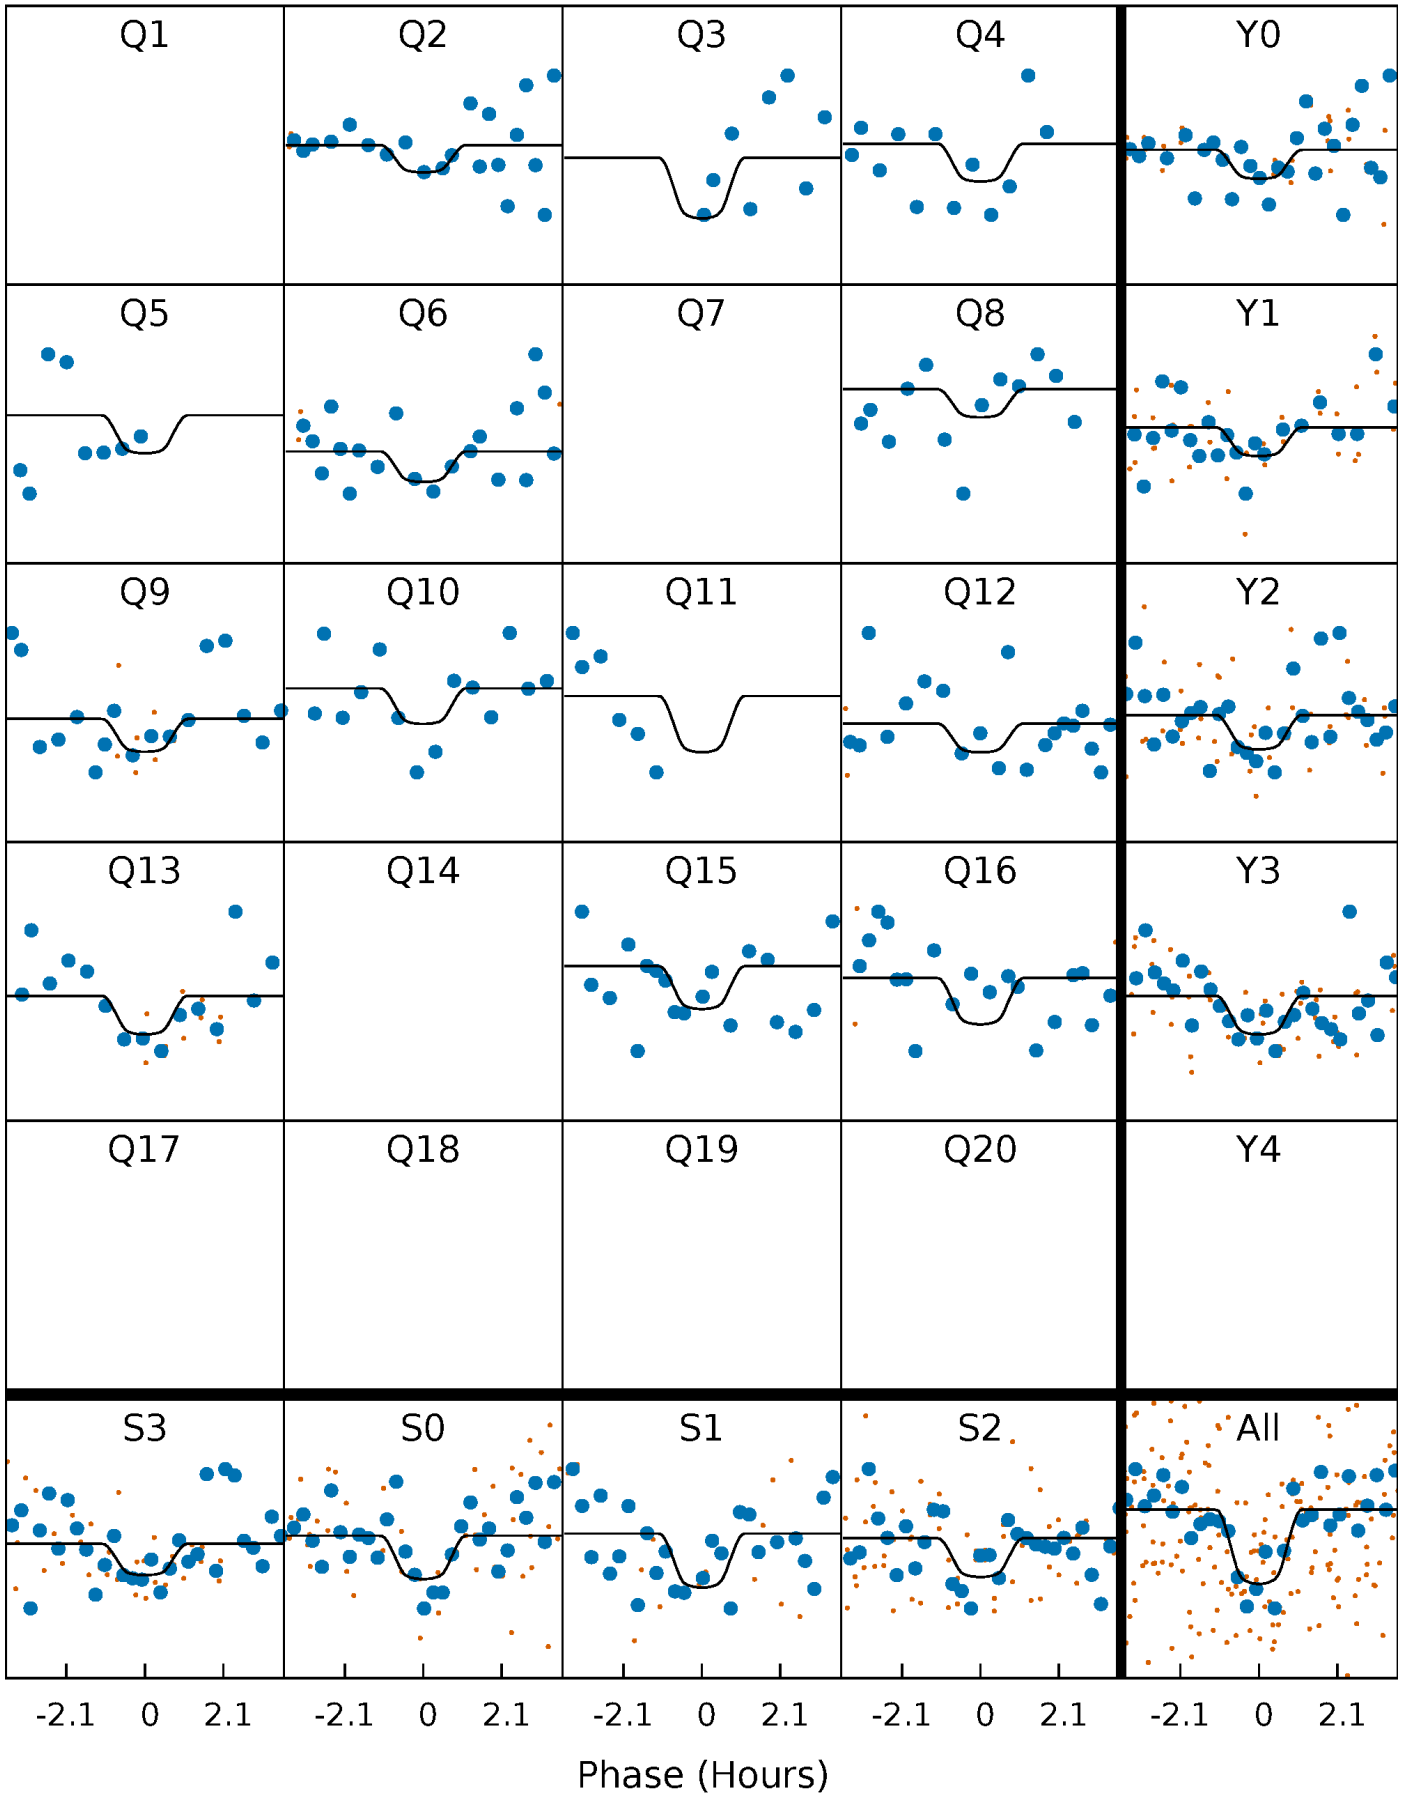 Q1 Q2 Q3 Q4 Y0
Q5 Q6 Q7 Q8 Y1
Q9 Q10 Q11 Q12 Y2
Q13 Q14 Q15 Q16 Y3
Q17 Q18 Q19 Q20 Y4
S3 S0 S1 S2 All
-2.1 0 2.1 -2.1 0 2.1 -2.1 0 2.1 -2.1 0 2.1 -2.1 0 2.1
Phase (Hours)